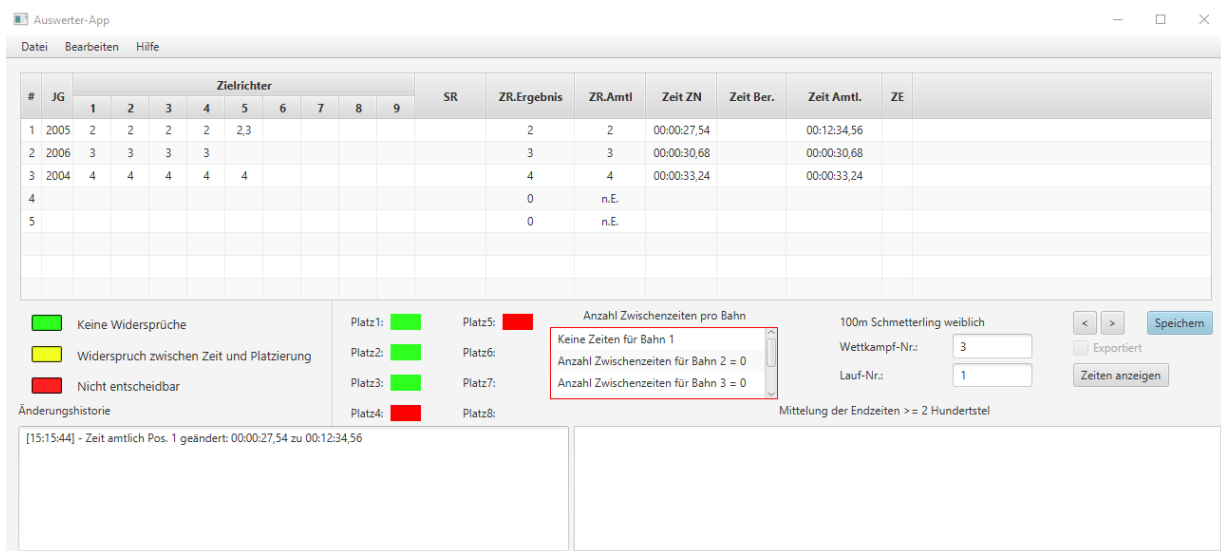 Auswerter-App
Datei Bearbeiten Hilfe
# JG Zielrichter SR ZR.Ergebnis ZR.Amtl Zeit ZN Zeit Ber. Zeit Amtl. ZE
1 2 3 4 5 6 7 8 9
1 2005 2 2 2 2 2,3 2 2 00:00:27,54 00:12:34,56
2 2006 3 3 3 3 3 3 00:00:30,68 00:00:30,68
3 2004 4 4 4 4 4 4 4 00:00:33,24 00:00:33,24
4 0 n.E.
5 0 n.E.
Keine Widersprüche
Widerspruch zwischen Zeit und Platzierung
Nicht entscheidbar
Platz1: Platz5:
Platz2: Platz6:
Platz3: Platz7:
Platz4: Platz8:
Anzahl Zwischenzeiten pro Bahn
Keine Zeiten für Bahn 1
Anzahl Zwischenzeiten für Bahn 2 = 0
Anzahl Zwischenzeiten für Bahn 3 = 0
100m Schmetterling weiblich
Wettkampf-Nr.: 3
Lauf-Nr.: 1
< > Speichern
Exportiert
Zeiten anzeigen
Änderungshistorie
Mittelung der Endzeiten >= 2 Hundertstel
[15:15:44] - Zeit amtlich Pos. 1 geändert: 00:00:27,54 zu 00:12:34,56